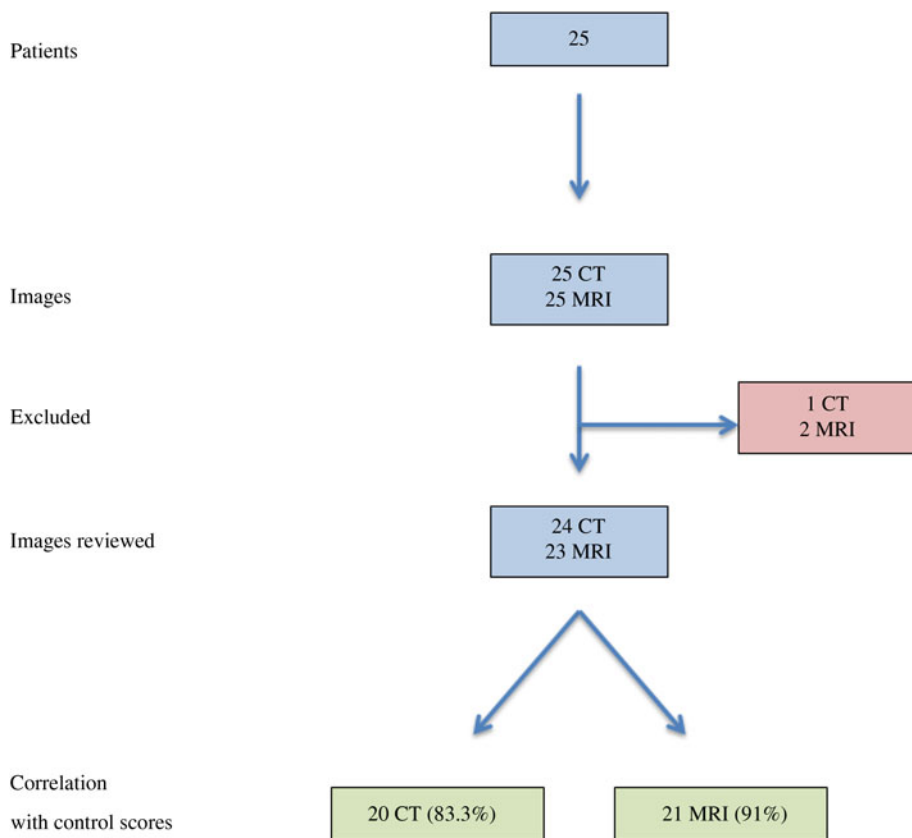 Patients
25
Images
25 CT
25 MRI
Excluded
1 CT
2 MRI
Images reviewed
24 CT
23 MRI
Correlation
with control scores
20 CT (83.3%)
21 MRI (91%)